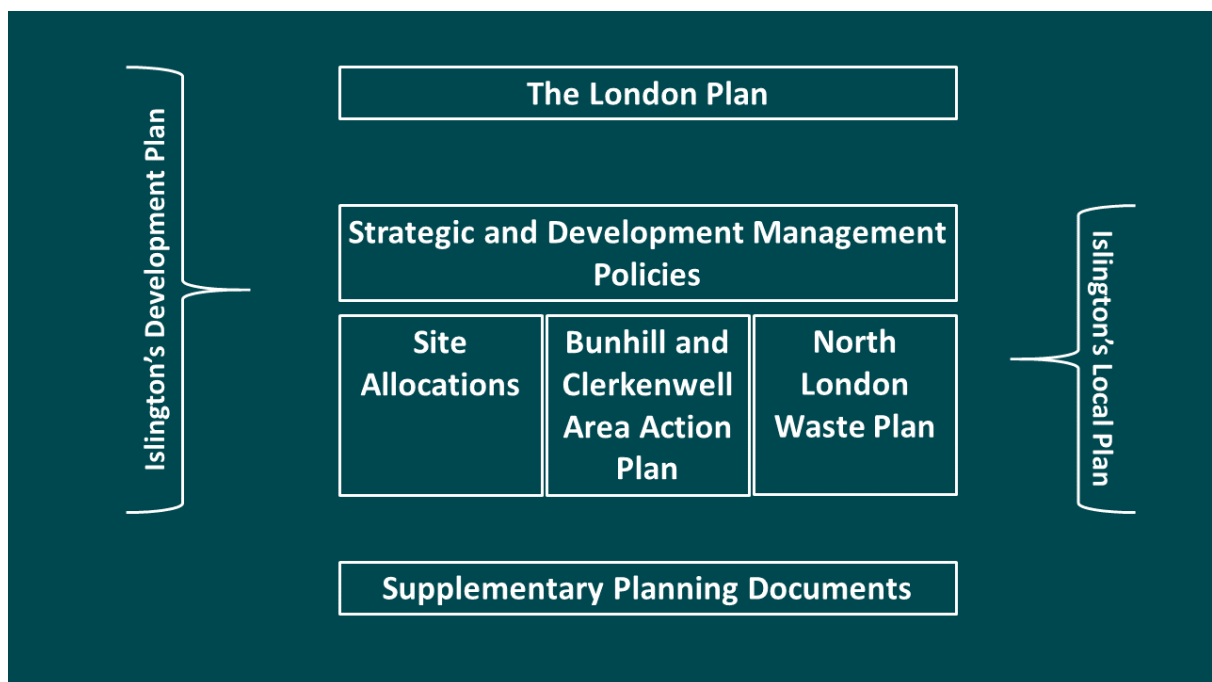 The London Plan
Islington's Development Plan
Strategic and Development Management
Policies
Islington's Local Plan
Site
Allocations
Bunhill and
Clerkenwell
Area Action
Plan
North
London
Waste Plan
Supplementary Planning Documents